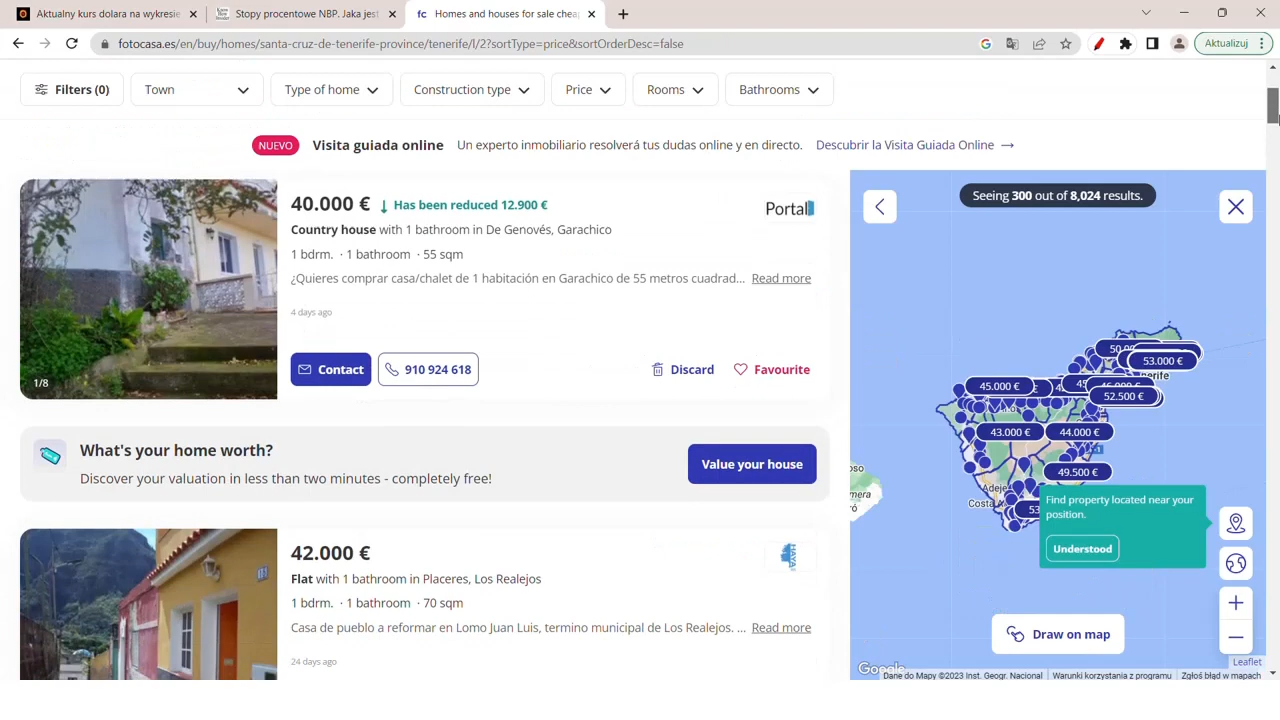 Aktualny kurs dolara na wykresie
Stopy procentowe NBP. Jaka jest
fc Homes and houses for sale cheap
fotocasa.es/en/buy/homes/santa-cruz-de-tenerife-province/tenerife/l/2?sortType=price&sortOrderDesc=false
Aktualizuj
Filters (0)
Town
Type of home
Construction type
Price
Rooms
Bathrooms
NUEVO
Visita guiada online
Un experto inmobiliario resolverá tus dudas online y en directo.
Descubrir la Visita Guiada Online →
40.000 €
↓ Has been reduced 12.900 €
Portal
Country house with 1 bathroom in De Genovés, Garachico
1 bdrm. · 1 bathroom · 55 sqm
¿Quieres comprar casa/chalet de 1 habitación en Garachico de 55 metros cuadrad... Read more
4 days ago
1/8
Contact
910 924 618
Discard
Favourite
What's your home worth?
Discover your valuation in less than two minutes - completely free!
Value your home
42.000 €
HAYA
Flat with 1 bathroom in Placeres, Los Realejos
1 bdrm. · 1 bathroom · 70 sqm
Casa de pueblo a reformar en Lomo Juan Luis, termino municipal de Los Realejos. ... Read more
24 days ago
Seeing 300 out of 8,024 results.
53.000 €
45.000 €
52.500 €
43.000 €
44.000 €
49.500 €
Adeje
Find property located near your
position.
Understood
Draw on map
Google
Leaflet
Dane do Mapy ©2023 Inst. Geogr. Nacional
Warunki korzystania z programu
Zgłoś błąd w mapach